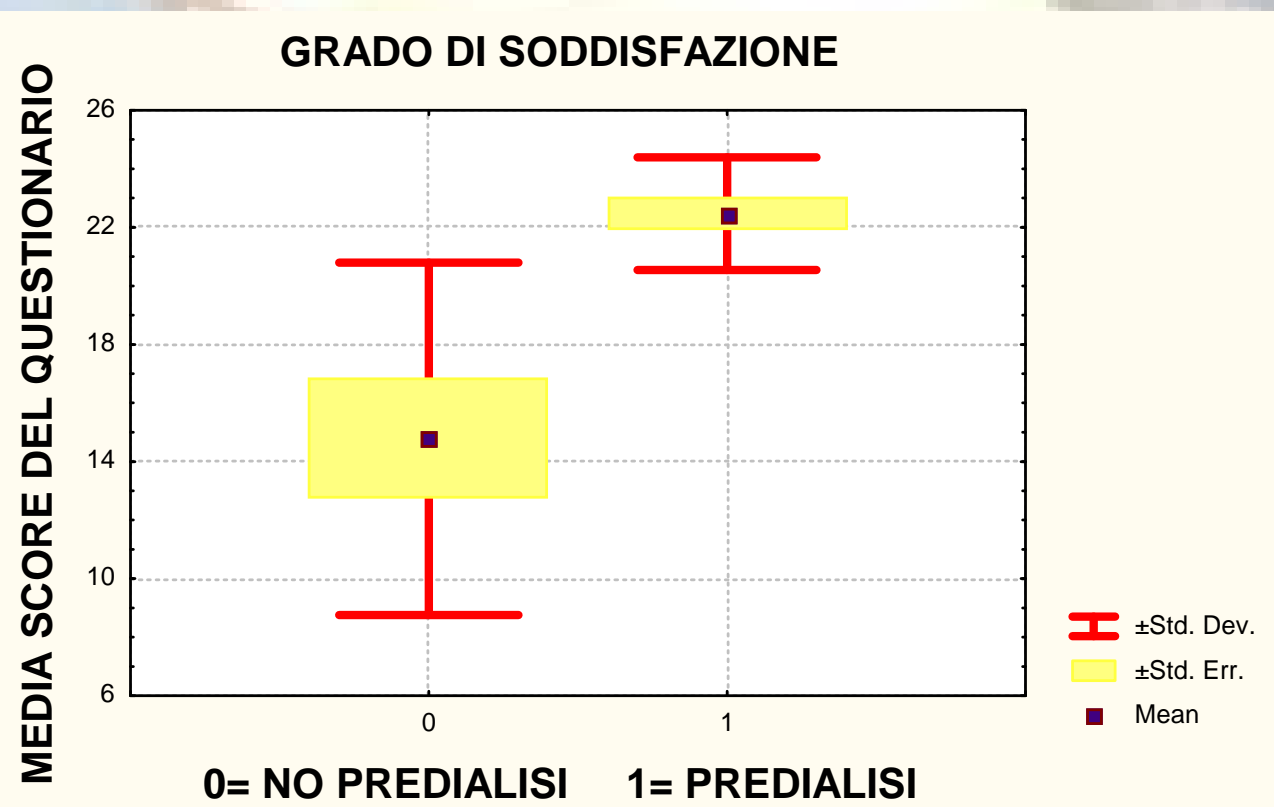 GRADO DI SODDISFAZIONE
MEDIA SCORE DEL QUESTIONARIO
26
22
18
14
10
6
0 1
±Std. Dev.
±Std. Err.
Mean
0= NO PREDIALISI 1= PREDIALISI